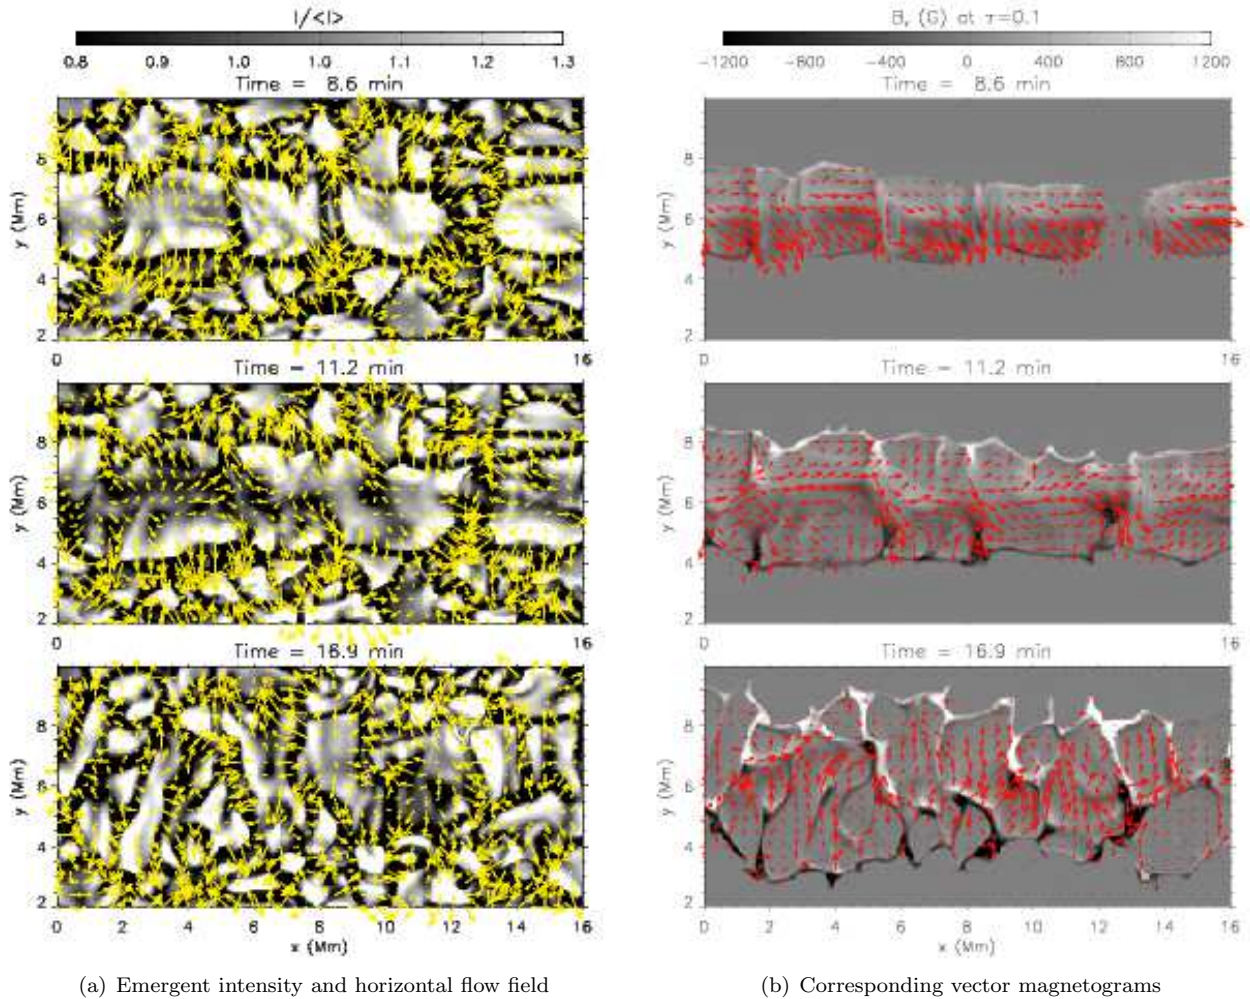 I/<I>
0.8 0.9 1.0 1.0 1.1 1.2 1.3
Time = 8.6 min
8
6
4
2
y (Mm)
0 16
Time = 11.2 min
8
6
4
2
y (Mm)
0 16
Time = 16.9 min
8
6
4
2
y (Mm)
0 2 4 6 8 10 12 14 16
x (Mm)
(a) Emergent intensity and horizontal flow field
Bᵣ (G) at τ=0.1
−1200 −800 −400 0 400 800 1200
Time = 8.6 min
8
6
4
2
y (Mm)
0 16
Time = 11.2 min
8
6
4
2
y (Mm)
0 16
Time = 16.9 min
8
6
4
2
y (Mm)
0 2 4 6 8 10 12 14 16
x (Mm)
(b) Corresponding vector magnetograms